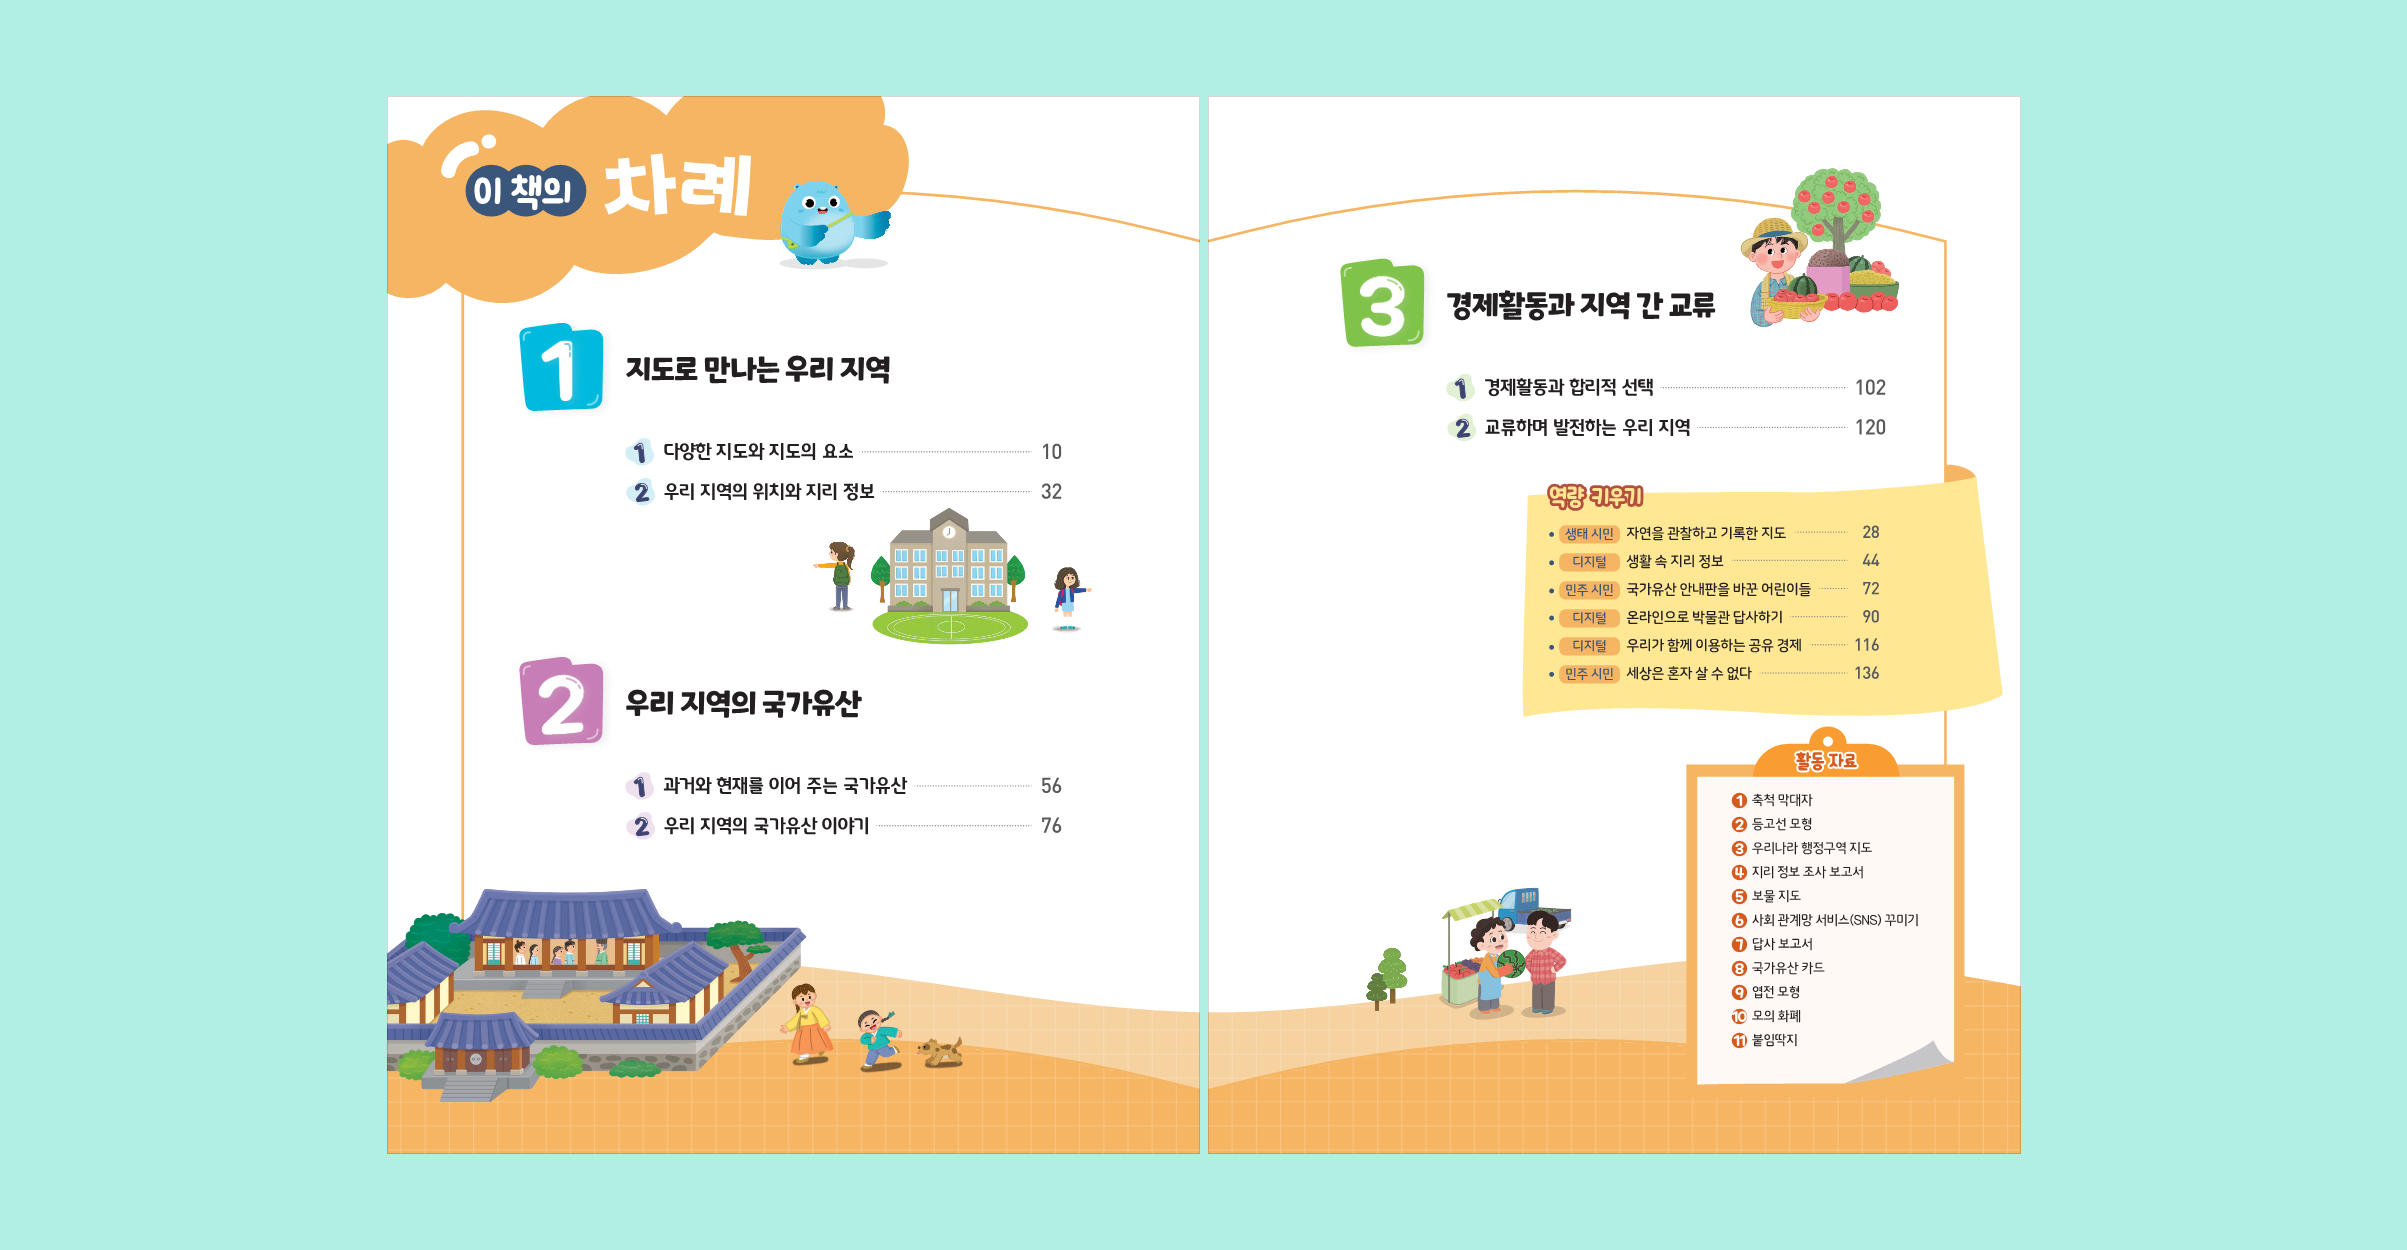 이 책의 차례
1 지도로 만나는 우리 지역
1 다양한 지도와 지도의 요소 10
2 우리 지역의 위치와 지리 정보 32
2 우리 지역의 국가유산
1 과거와 현재를 이어 주는 국가유산 56
2 우리 지역의 국가유산 이야기 76
3 경제활동과 지역 간 교류
1 경제활동과 합리적 선택 102
2 교류하며 발전하는 우리 지역 120
역량 키우기
• 생태 시민 자연을 관찰하고 기록한 지도 28
• 디지털 생활 속 지리 정보 44
• 민주 시민 국가유산 안내판을 바꾼 어린이들 72
• 디지털 온라인으로 박물관 답사하기 90
• 디지털 우리가 함께 이용하는 공유 경제 116
• 민주 시민 세상은 혼자 살 수 없다 136
활동 자료
1 축척 막대자
2 등고선 모형
3 우리나라 행정구역 지도
4 지리 정보 조사 보고서
5 보물 지도
6 사회 관계망 서비스(SNS) 꾸미기
7 답사 보고서
8 국가유산 카드
9 엽전 모형
10 모의 화폐
11 붙임딱지